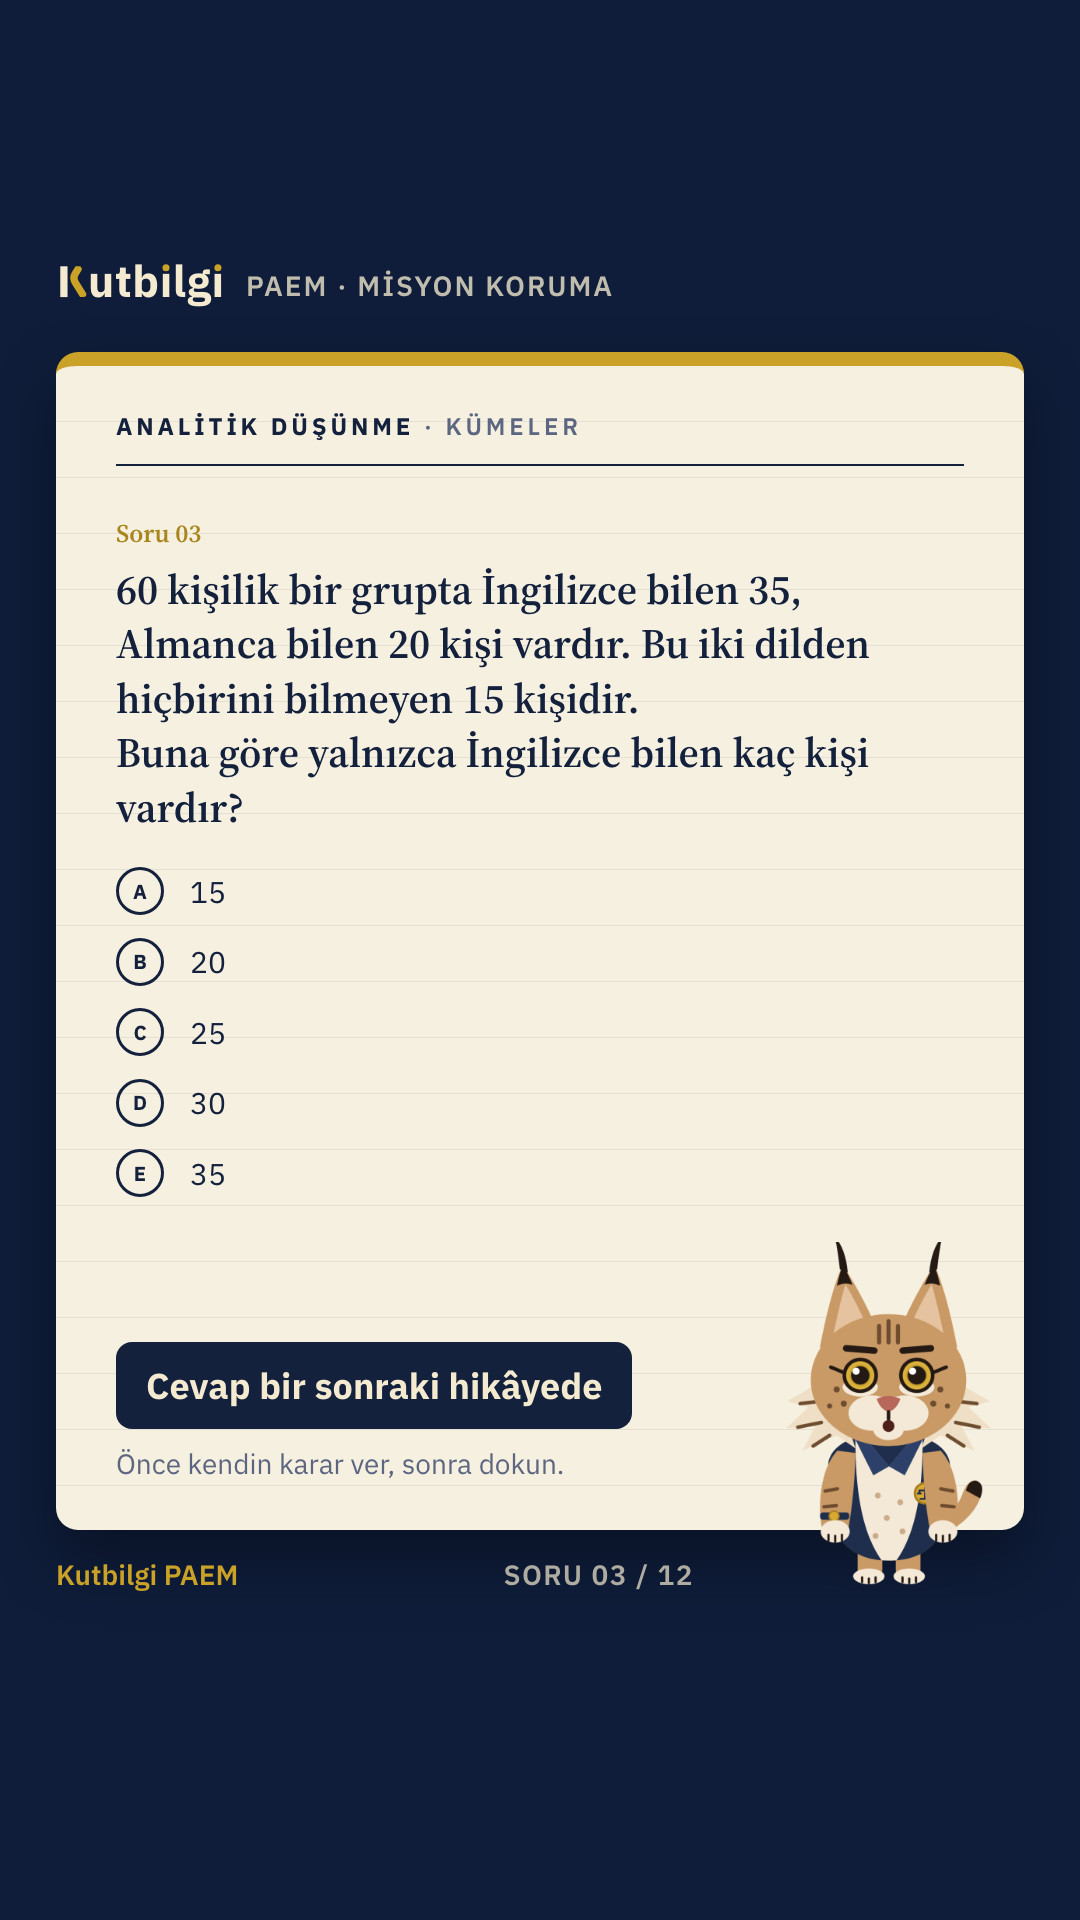 Kutbilgi PAEM · MİSYON KORUMA
ANALİTİK DÜŞÜNME · KÜMELER
Soru 03
60 kişilik bir grupta İngilizce bilen 35,
Almanca bilen 20 kişi vardır. Bu iki dilden
hiçbirini bilmeyen 15 kişidir.
Buna göre yalnızca İngilizce bilen kaç kişi
vardır?
A 15
B 20
C 25
D 30
E 35
Cevap bir sonraki hikâyede
Önce kendin karar ver, sonra dokun.
Kutbilgi PAEM SORU 03 / 12